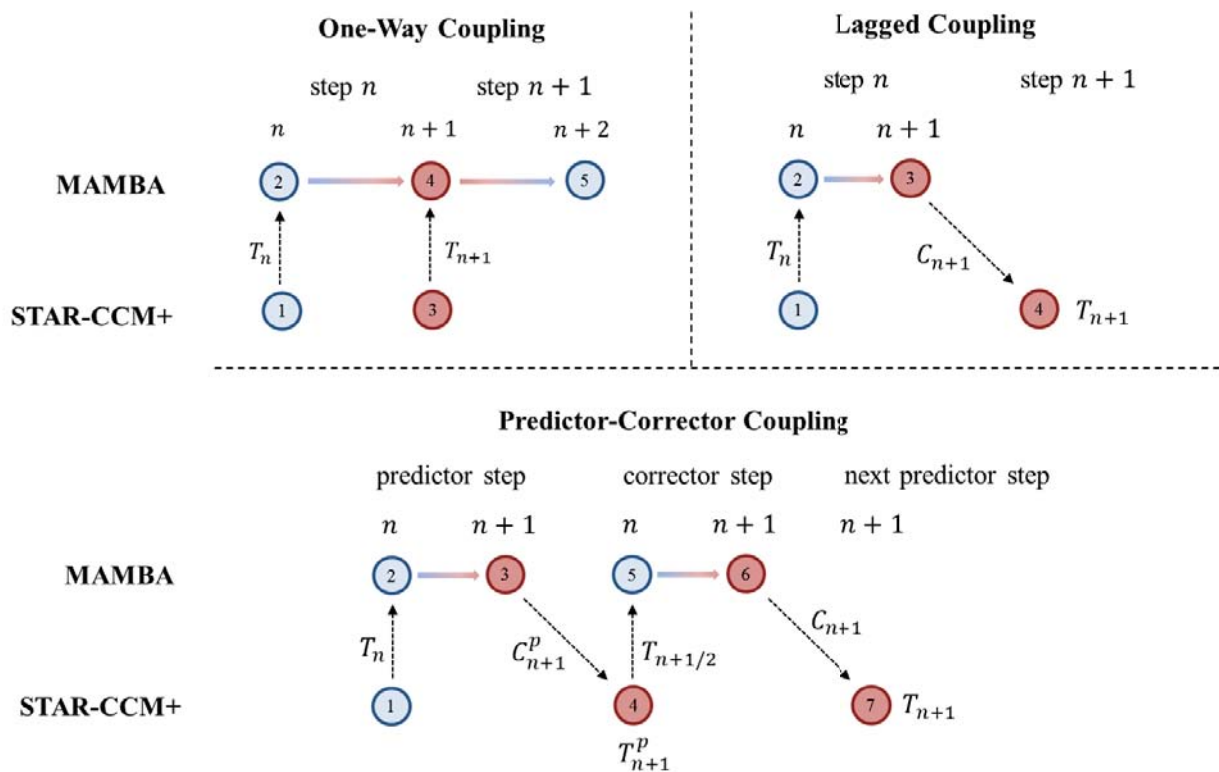 One-Way Coupling
step n step n + 1
n n + 1 n + 2
MAMBA 2 4 5
T_n T_{n+1}
STAR-CCM+ 1 3
Lagged Coupling
step n step n + 1
n n + 1
2 3
T_n C_{n+1}
1 4 T_{n+1}
Predictor-Corrector Coupling
predictor step corrector step next predictor step
n n + 1 n n + 1 n + 1
MAMBA 2 3 5 6
T_n C^p_{n+1} T_{n+1/2} C_{n+1}
STAR-CCM+ 1 4 7 T_{n+1}
T^p_{n+1}